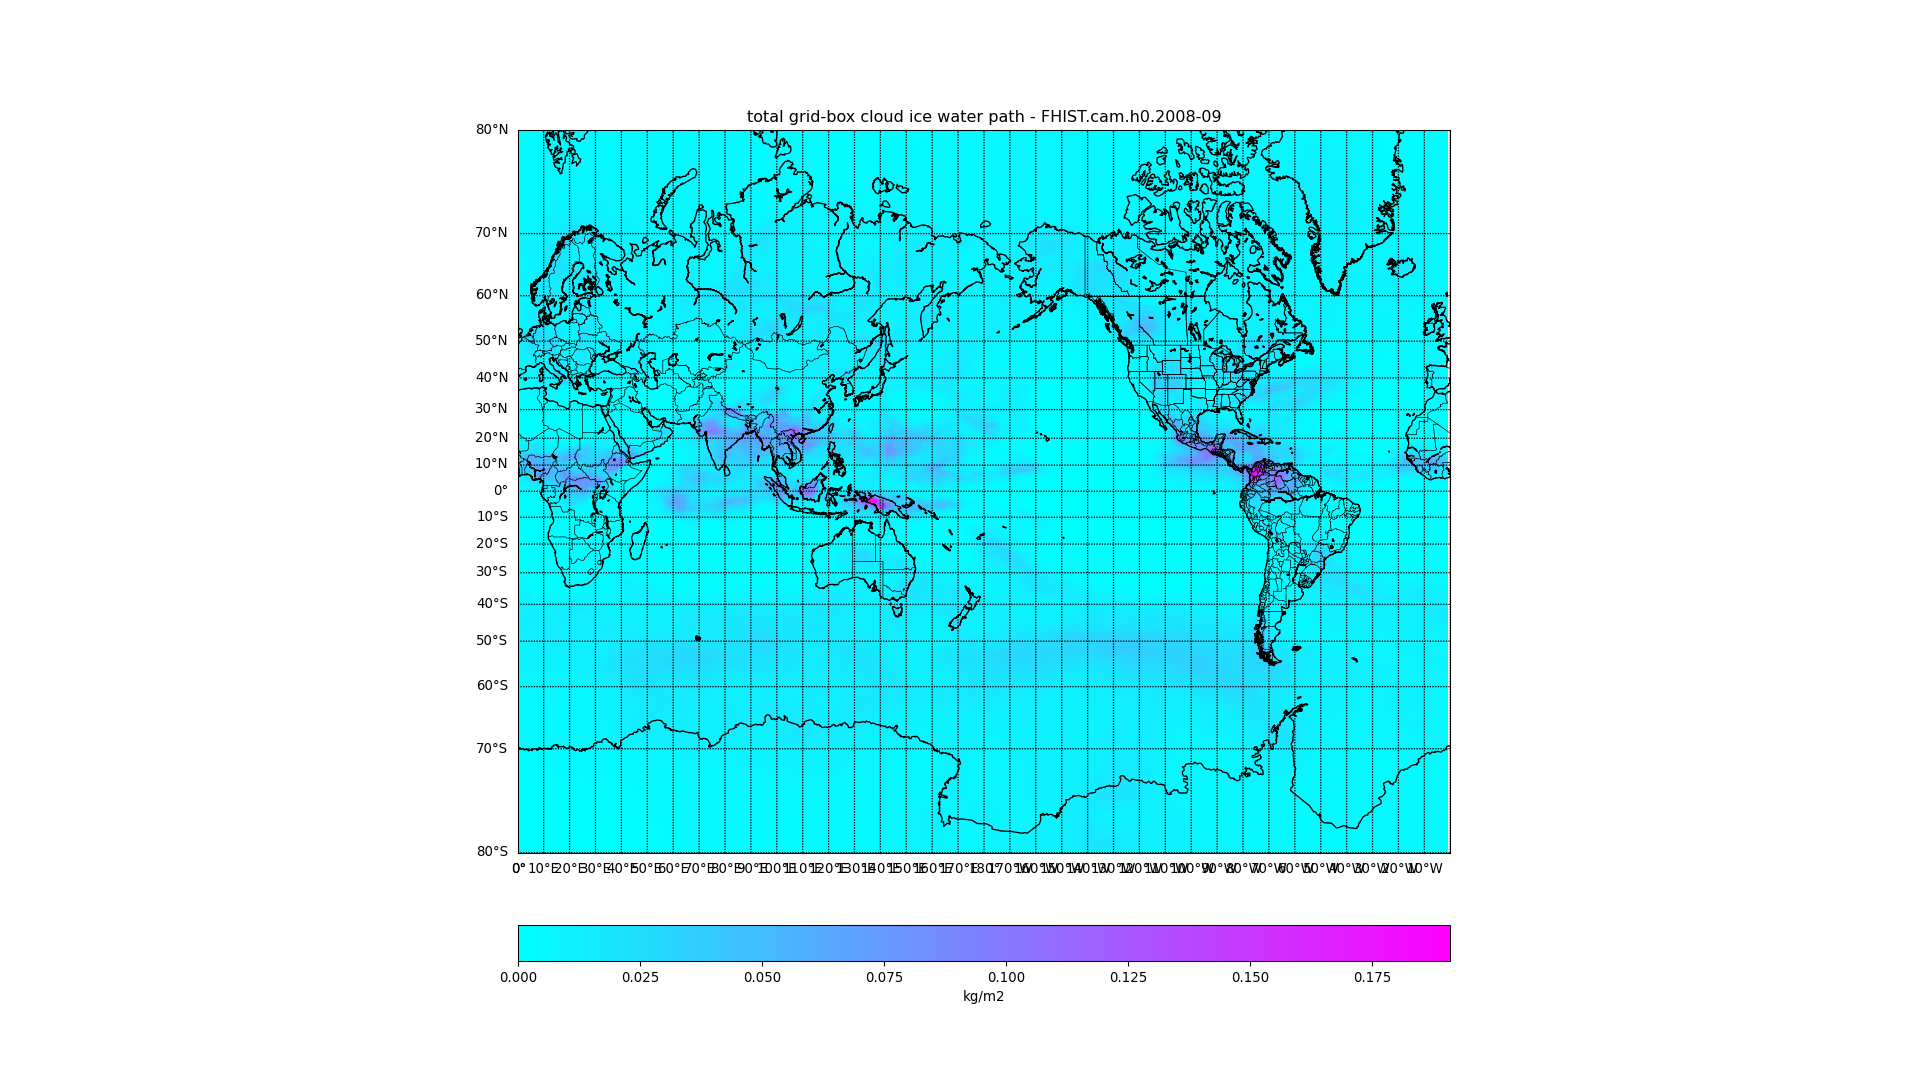 total grid-box cloud ice water path - FHIST.cam.h0.2008-09
80°N
70°N
60°N
50°N
40°N
30°N
20°N
10°N
0°
10°S
20°S
30°S
40°S
50°S
60°S
70°S
80°S
0° 10°E 20°E 30°E 40°E 50°E 60°E 70°E 80°E 90°E 100°E 110°E 120°E 130°E 140°E 150°E 160°E 170°E 180° 170°W 160°W 150°W 140°W 130°W 120°W 110°W 100°W 90°W 80°W 70°W 60°W 50°W 40°W 30°W 20°W 10°W
0.000 0.025 0.050 0.075 0.100 0.125 0.150 0.175
kg/m2